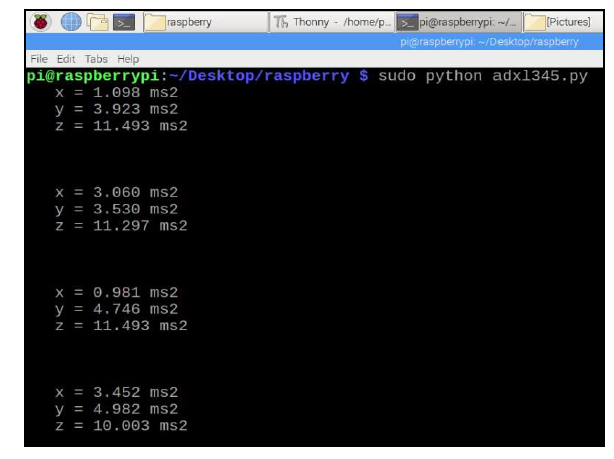 raspberry
Thonny - /home/p...
pi@raspberrypi: ~/...
[Pictures]
pi@raspberrypi: ~/Desktop/raspberry
File Edit Tabs Help
pi@raspberrypi:~/Desktop/raspberry $ sudo python adxl345.py
x = 1.098 ms2
y = 3.923 ms2
z = 11.493 ms2
x = 3.060 ms2
y = 3.530 ms2
z = 11.297 ms2
x = 0.981 ms2
y = 4.746 ms2
z = 11.493 ms2
x = 3.452 ms2
y = 4.982 ms2
z = 10.003 ms2